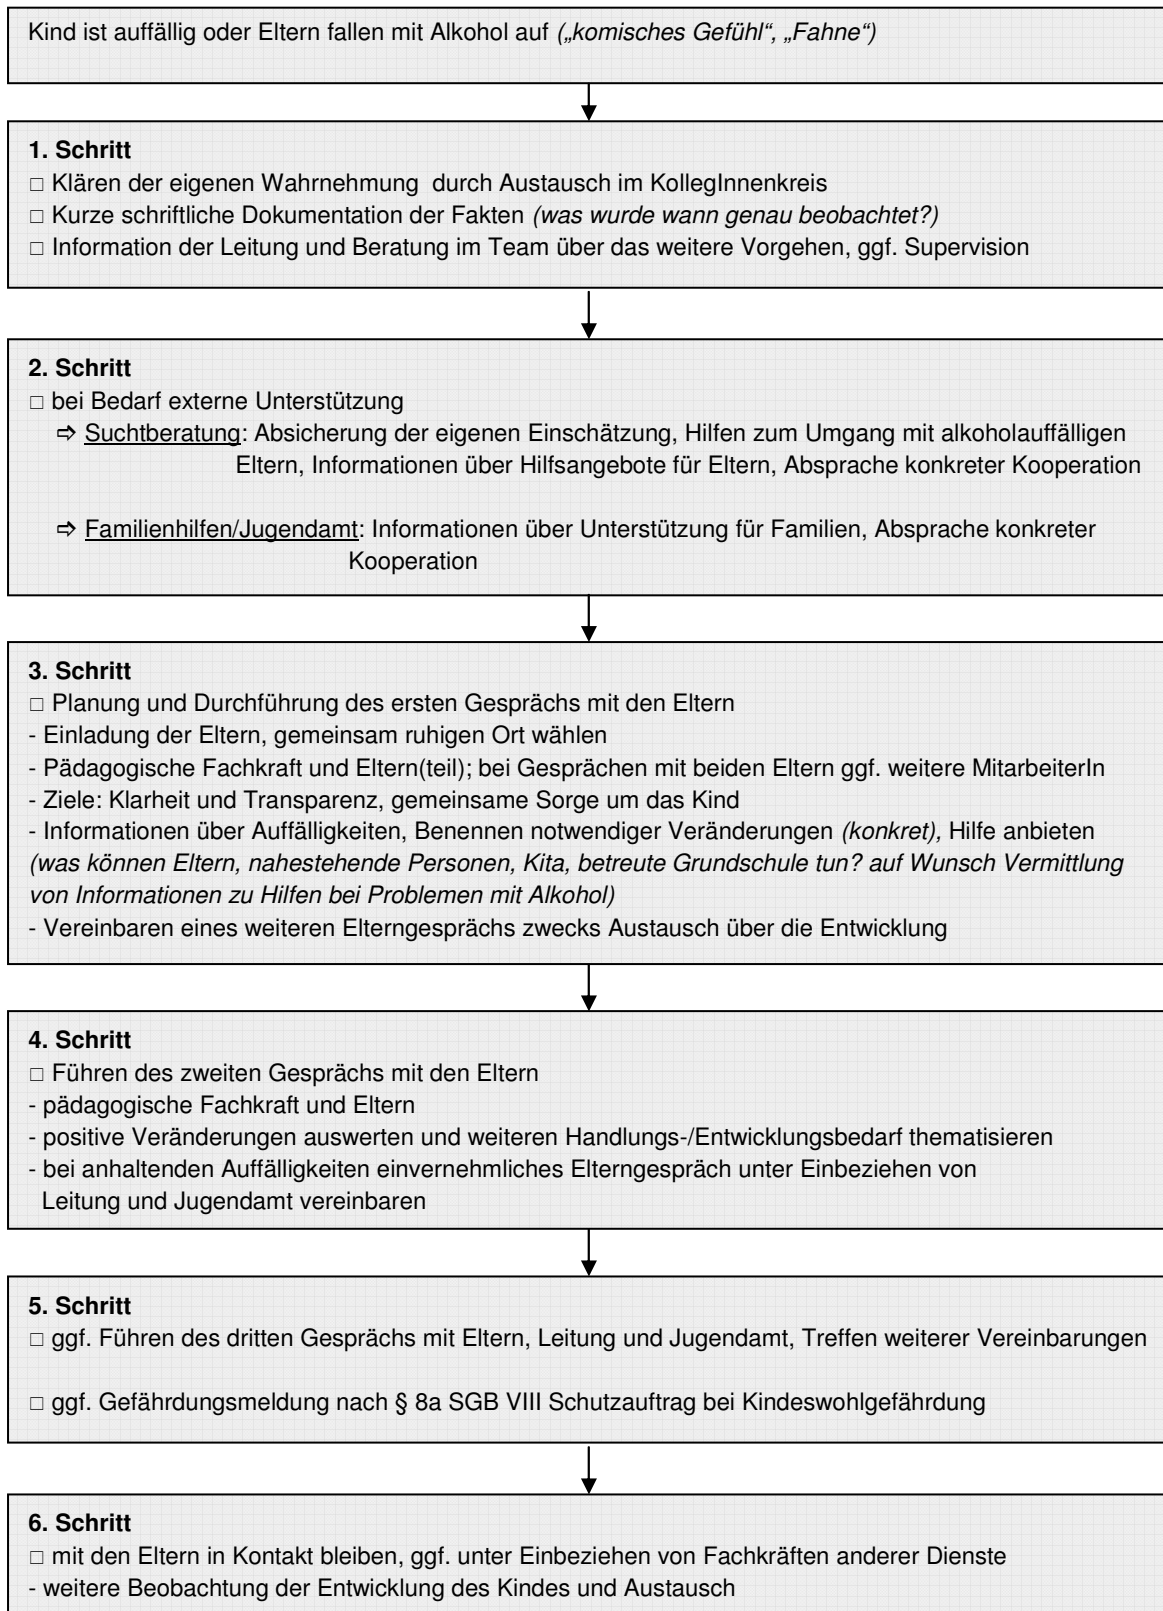 Kind ist auffällig oder Eltern fallen mit Alkohol auf („komisches Gefühl“, „Fahne“)
1. Schritt
□ Klären der eigenen Wahrnehmung durch Austausch im KollegInnenkreis
□ Kurze schriftliche Dokumentation der Fakten (was wurde wann genau beobachtet?)
□ Information der Leitung und Beratung im Team über das weitere Vorgehen, ggf. Supervision
2. Schritt
□ bei Bedarf externe Unterstützung
⇨ Suchtberatung: Absicherung der eigenen Einschätzung, Hilfen zum Umgang mit alkoholauffälligen
Eltern, Informationen über Hilfsangebote für Eltern, Absprache konkreter Kooperation
⇨ Familienhilfen/Jugendamt: Informationen über Unterstützung für Familien, Absprache konkreter
Kooperation
3. Schritt
□ Planung und Durchführung des ersten Gesprächs mit den Eltern
- Einladung der Eltern, gemeinsam ruhigen Ort wählen
- Pädagogische Fachkraft und Eltern(teil); bei Gesprächen mit beiden Eltern ggf. weitere MitarbeiterIn
- Ziele: Klarheit und Transparenz, gemeinsame Sorge um das Kind
- Informationen über Auffälligkeiten, Benennen notwendiger Veränderungen (konkret), Hilfe anbieten
(was können Eltern, nahestehende Personen, Kita, betreute Grundschule tun? auf Wunsch Vermittlung
von Informationen zu Hilfen bei Problemen mit Alkohol)
- Vereinbaren eines weiteren Elterngesprächs zwecks Austausch über die Entwicklung
4. Schritt
□ Führen des zweiten Gesprächs mit den Eltern
- pädagogische Fachkraft und Eltern
- positive Veränderungen auswerten und weiteren Handlungs-/Entwicklungsbedarf thematisieren
- bei anhaltenden Auffälligkeiten einvernehmliches Elterngespräch unter Einbeziehen von
Leitung und Jugendamt vereinbaren
5. Schritt
□ ggf. Führen des dritten Gesprächs mit Eltern, Leitung und Jugendamt, Treffen weiterer Vereinbarungen
□ ggf. Gefährdungsmeldung nach § 8a SGB VIII Schutzauftrag bei Kindeswohlgefährdung
6. Schritt
□ mit den Eltern in Kontakt bleiben, ggf. unter Einbeziehen von Fachkräften anderer Dienste
- weitere Beobachtung der Entwicklung des Kindes und Austausch